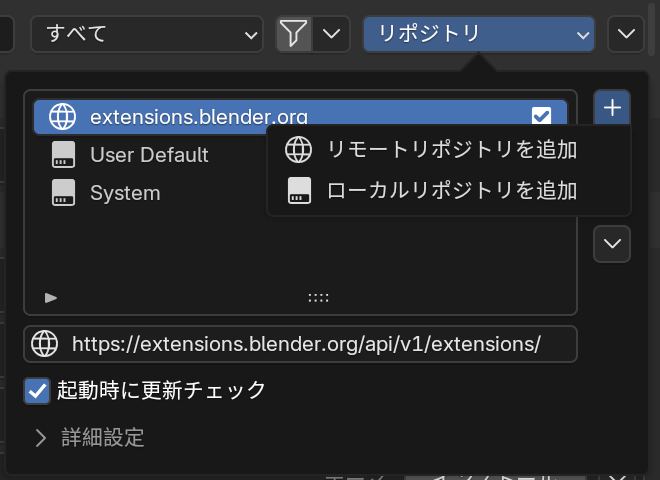 すべて
リポジトリ
extensions.blender.org
リモートリポジトリを追加
User Default
ローカルリポジトリを追加
System
https://extensions.blender.org/api/v1/extensions/
起動時に更新チェック
詳細設定